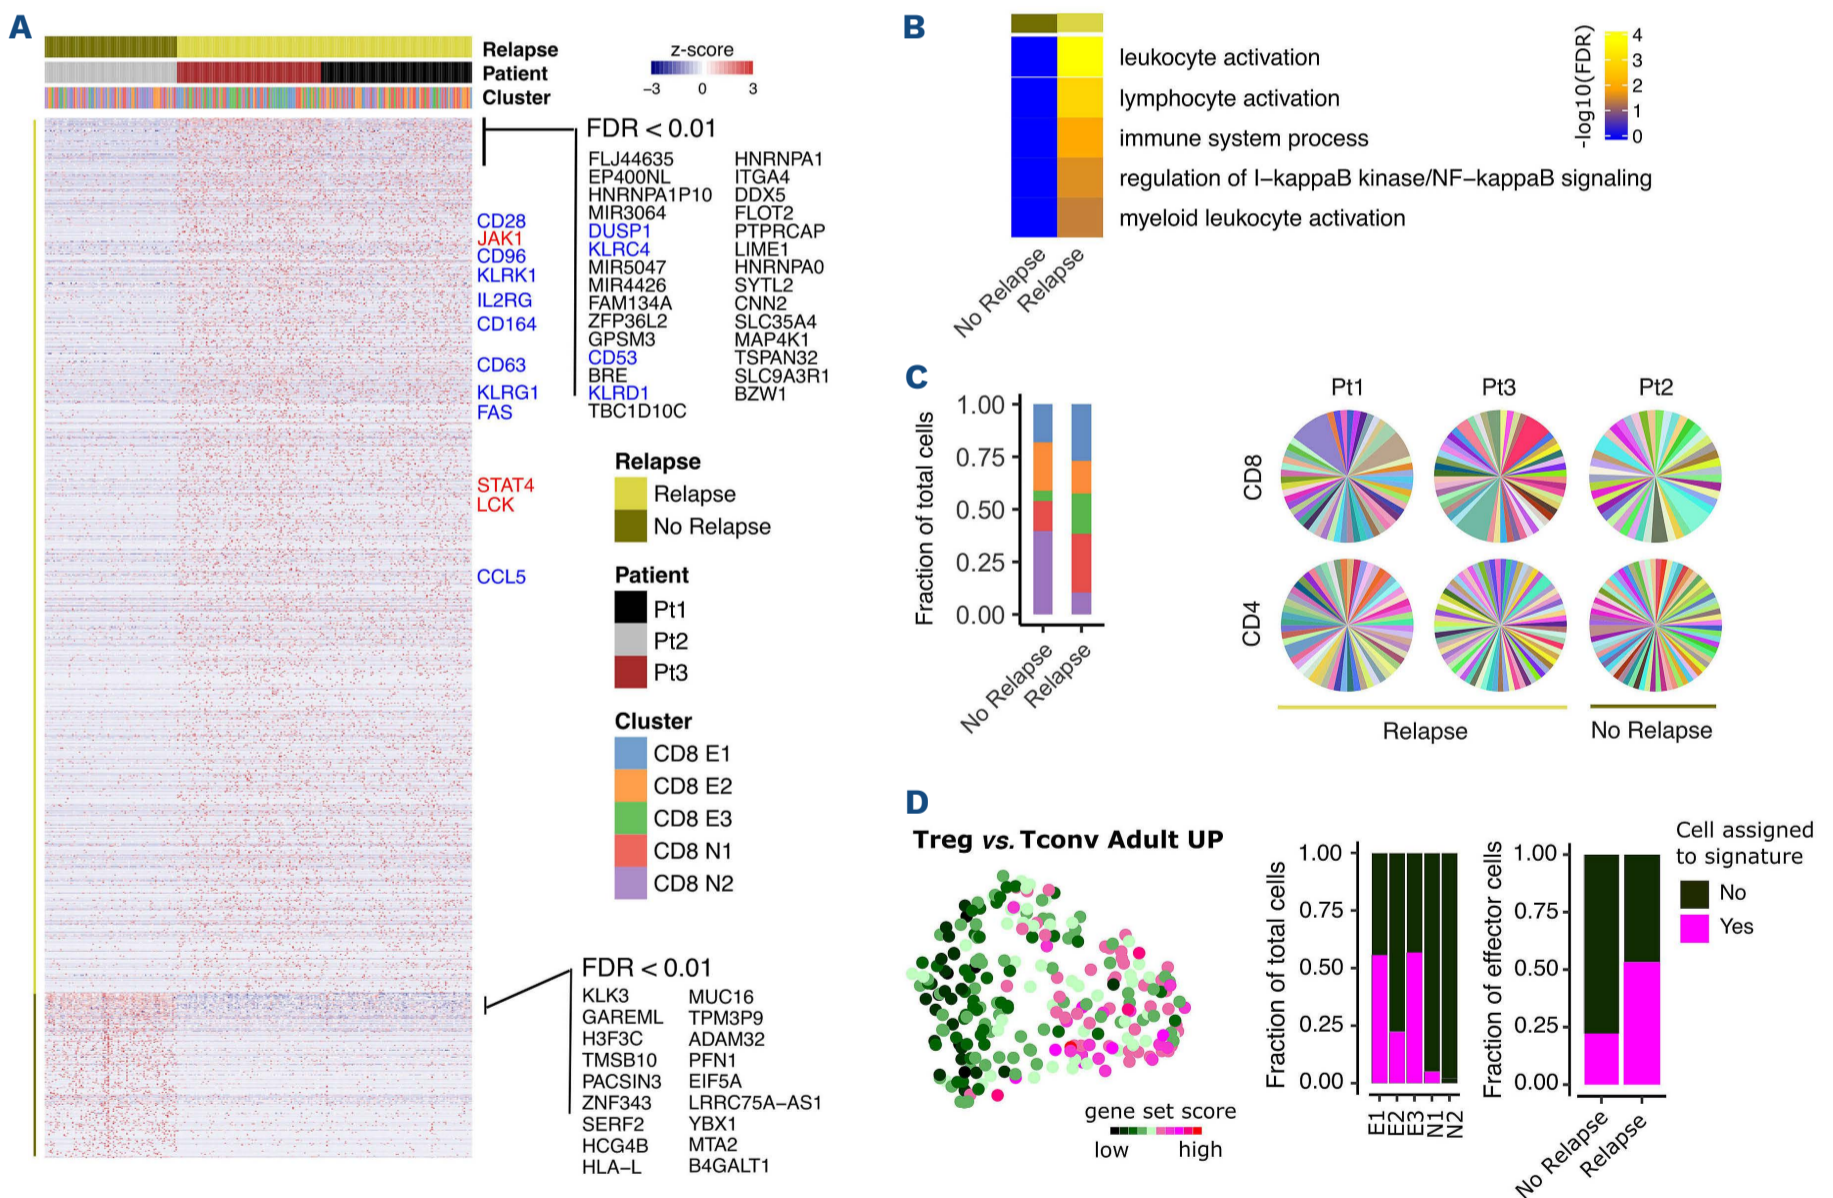 A
Relapse
Patient
Cluster
z-score
−3 0 3
FDR < 0.01
FLJ44635 HNRNPA1
EP400NL ITGA4
HNRNPA1P10 DDX5
MIR3064 FLOT2
DUSP1 PTPRCAP
KLRC4 LIME1
MIR5047 HNRNPA0
MIR4426 SYTL2
FAM134A CNN2
ZFP36L2 SLC35A4
GPSM3 MAP4K1
CD53 TSPAN32
BRE SLC9A3R1
KLRD1 BZW1
TBC1D10C
CD28
JAK1
CD96
KLRK1
IL2RG
CD164
CD63
KLRG1
FAS
STAT4
LCK
CCL5
Relapse
Relapse
No Relapse
Patient
Pt1
Pt2
Pt3
Cluster
CD8 E1
CD8 E2
CD8 E3
CD8 N1
CD8 N2
FDR < 0.01
KLK3 MUC16
GAREML TPM3P9
H3F3C ADAM32
TMSB10 PFN1
PACSIN3 EIF5A
ZNF343 LRRC75A−AS1
SERF2 YBX1
HCG4B MTA2
HLA−L B4GALT1
B
leukocyte activation
lymphocyte activation
immune system process
regulation of I−kappaB kinase/NF−kappaB signaling
myeloid leukocyte activation
No Relapse
Relapse
-log10(FDR)
4
3
2
1
0
C
Fraction of total cells
1.00
0.75
0.50
0.25
0.00
No Relapse
Relapse
Pt1 Pt3 Pt2
CD8
CD4
Relapse No Relapse
D
Treg vs. Tconv Adult UP
gene set score
low high
Fraction of total cells
1.00
0.75
0.50
0.25
0.00
E1
E2
E3
N1
N2
Fraction of effector cells
1.00
0.75
0.50
0.25
0.00
No Relapse
Relapse
Cell assigned
to signature
No
Yes